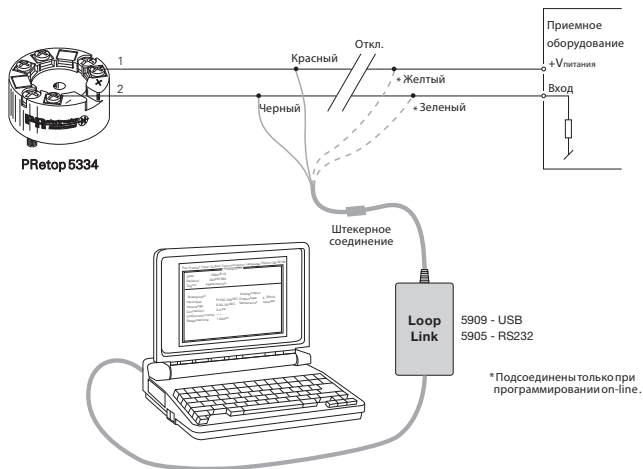 Приемное
оборудование
+Vпитания
Вход
Откл.
Красный
1
*Желтый
2
Черный
*Зеленый
PRetop 5334
Штекерное
соединение
Loop
Link
5909 - USB
5905 - RS232
*Подсоединены только при
программировании on-line.